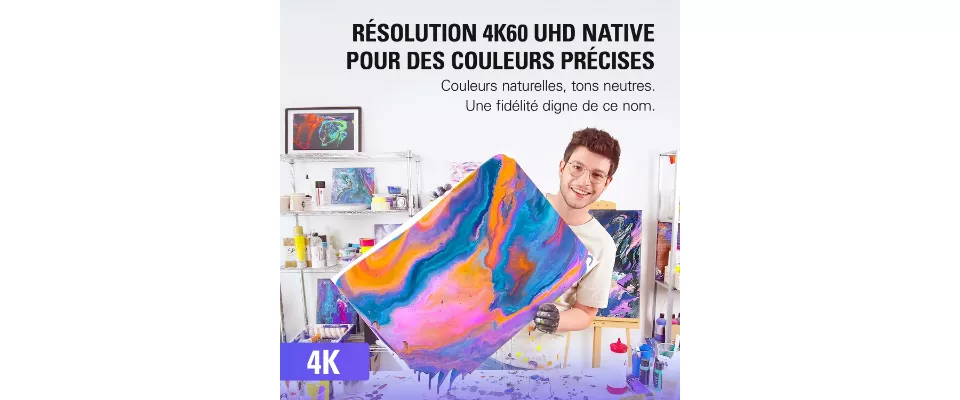 RÉSOLUTION 4K60 UHD NATIVE
POUR DES COULEURS PRÉCISES
Couleurs naturelles, tons neutres.
Une fidélité digne de ce nom.
4K